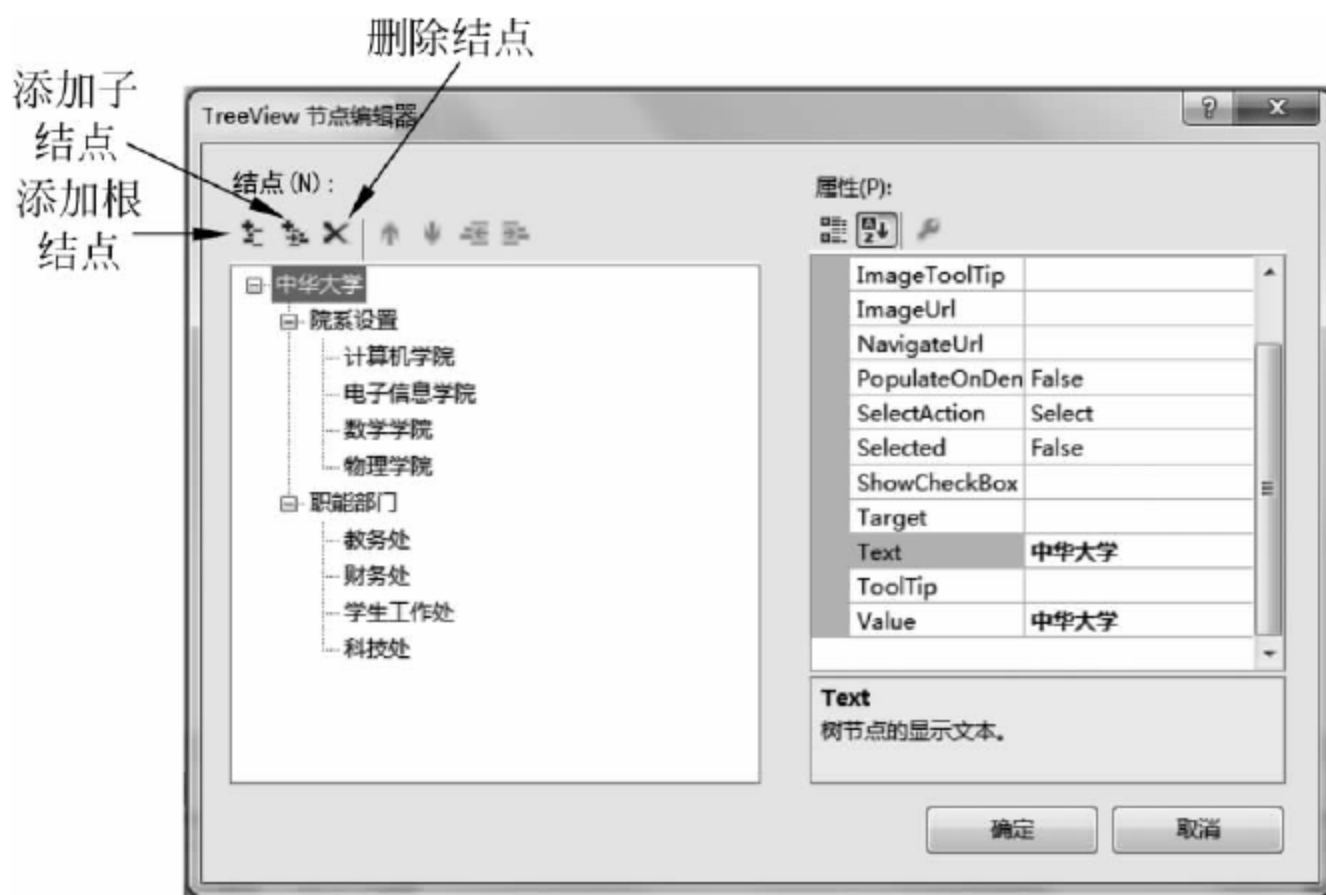 删除结点
添加子
结点
添加根
结点
TreeView 节点编辑器
结点(N):
属性(P):
中华大学
院系设置
计算机学院
电子信息学院
数学学院
物理学院
职能部门
教务处
财务处
学生工作处
科技处
ImageToolTip
ImageUrl
NavigateUrl
PopulateOnDen False
SelectAction Select
Selected False
ShowCheckBox
Target
Text 中华大学
ToolTip
Value 中华大学
Text
树节点的显示文本。
确定
取消